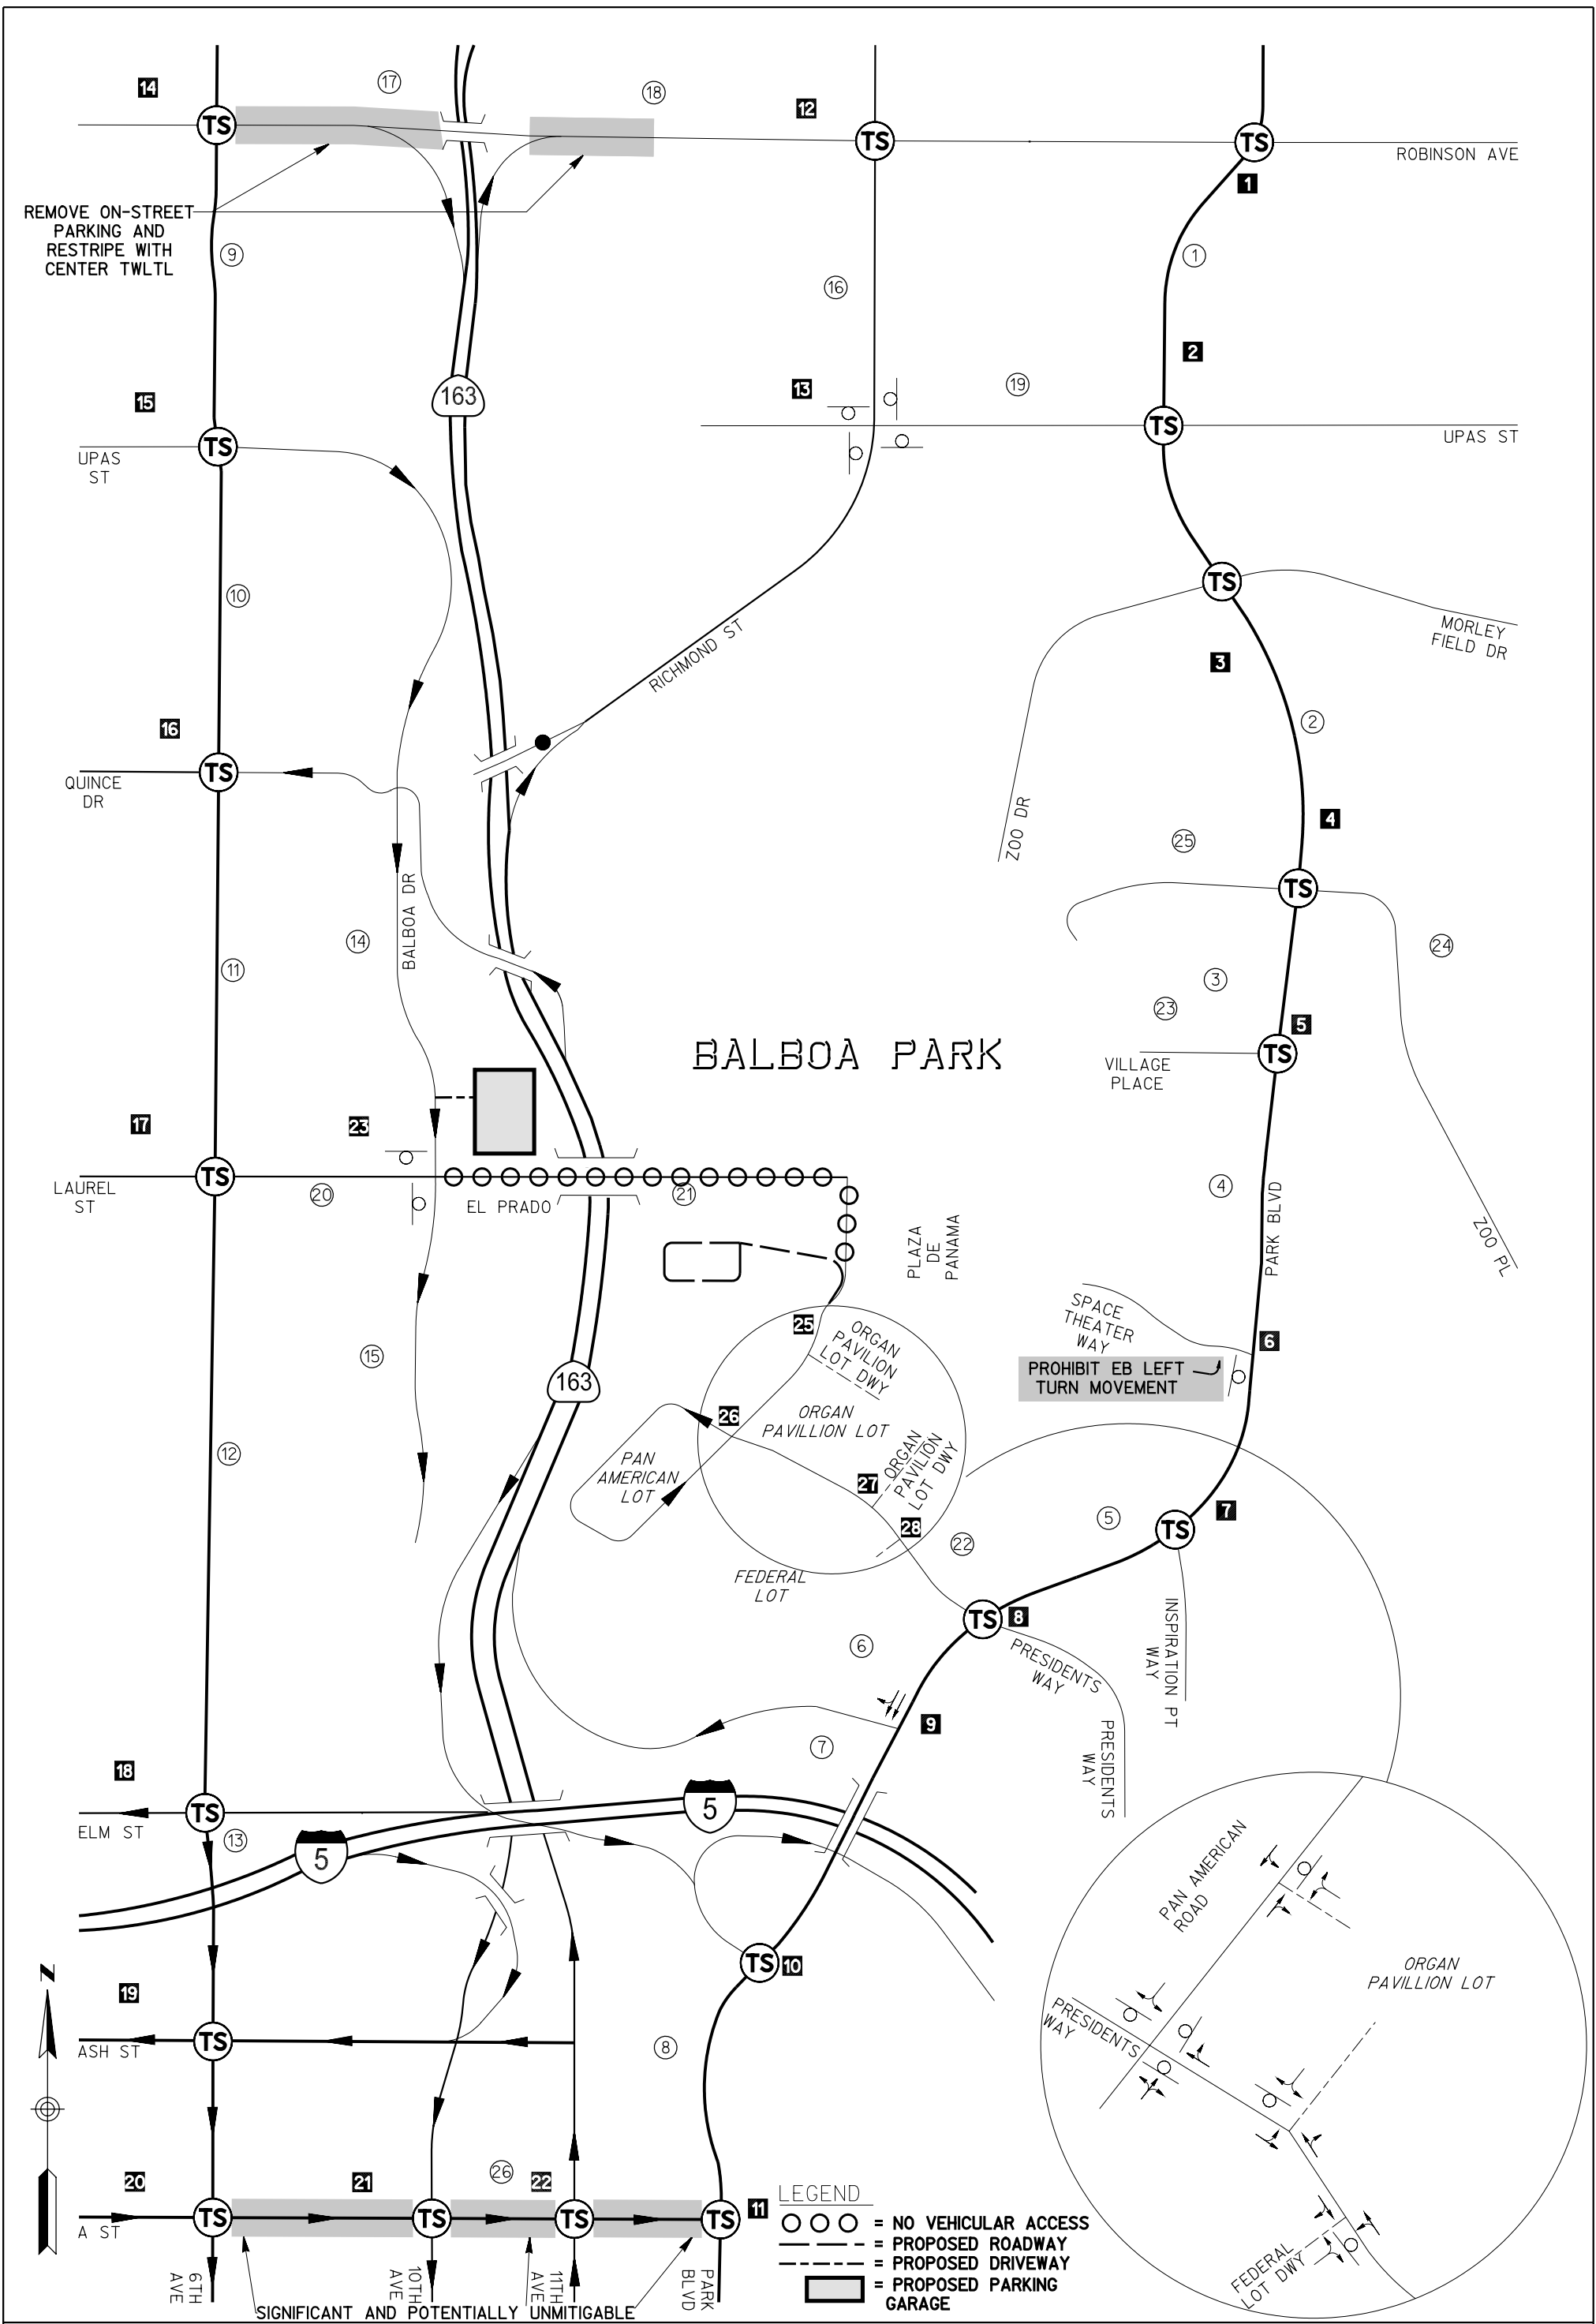 14
17
18
12
TS
TS
TS
ROBINSON AVE
1
REMOVE ON-STREET
PARKING AND
RESTRIPE WITH
CENTER TWLTL
9
1
16
2
163
15
13
19
TS
TS
UPAS
ST
UPAS ST
10
TS
MORLEY
FIELD DR
RICHMOND ST
3
2
16
TS
QUINCE
DR
ZOO DR
4
25
TS
BALBOA DR
14
24
11
3
23
5
BALBOA PARK
TS
VILLAGE
PLACE
17
23
TS
LAUREL
ST
20
EL PRADO
21
4
PARK BLVD
ZOO PL
PLAZA
DE
PANAMA
SPACE
THEATER
WAY
25
6
ORGAN
PAVILION
LOT DWY
15
PROHIBIT EB LEFT
TURN MOVEMENT
163
26
ORGAN
PAVILLION LOT
12
PAN
AMERICAN
LOT
27
ORGAN
PAVILION
LOT DWY
28
5
7
TS
22
FEDERAL
LOT
TS
8
INSPIRATION PT
WAY
6
PRESIDENTS
WAY
9
PRESIDENTS
WAY
7
18
TS
5
ELM ST
13
5
PAN AMERICAN
ROAD
TS
10
ORGAN
PAVILLION LOT
N
19
TS
ASH ST
8
PRESIDENTS
WAY
20
21
26
22
TS
TS
TS
TS
11
A ST
LEGEND
= NO VEHICULAR ACCESS
= PROPOSED ROADWAY
= PROPOSED DRIVEWAY
= PROPOSED PARKING
GARAGE
FEDERAL
LOT DWY
6TH
AVE
10TH
AVE
11TH
AVE
PARK
BLVD
SIGNIFICANT AND POTENTIALLY UNMITIGABLE